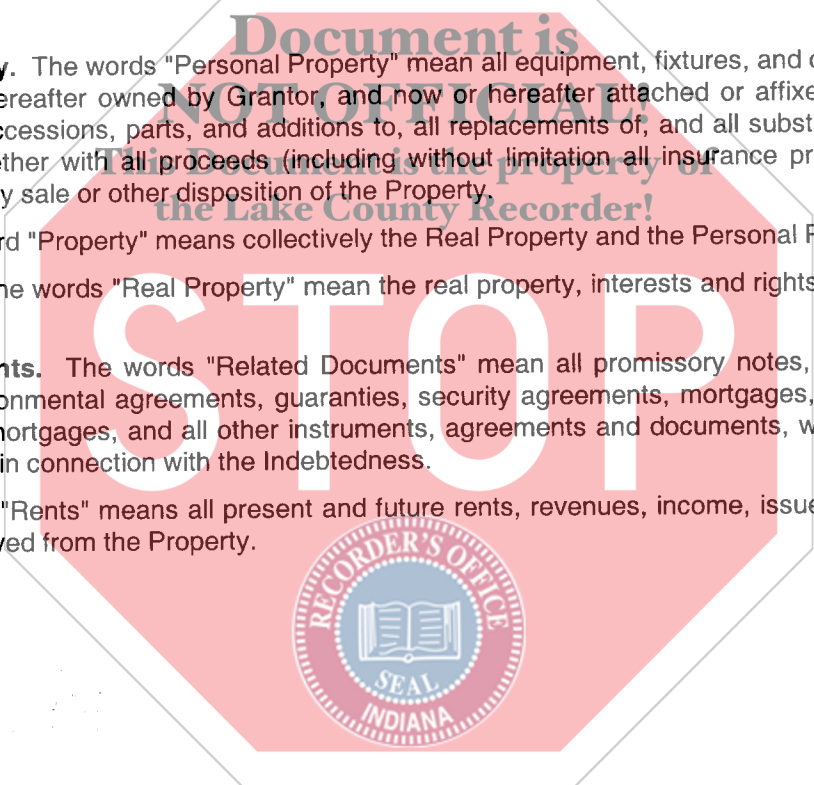 Document is
y. The words "Personal Property" mean all equipment, fixtures, and
NOT OFFICIAL!
ereafter owned by Grantor, and now or hereafter attached or affixe
ccessions, parts, and additions to, all replacements of, and all subst
This Document is the property of
ther with all proceeds (including without limitation all insurance pr
y sale or other disposition of the Property.
the Lake County Recorder!
rd "Property" means collectively the Real Property and the Personal P
he words "Real Property" mean the real property, interests and rights
STOP
nts. The words "Related Documents" mean all promissory notes,
onmental agreements, guaranties, security agreements, mortgages,
nortgages, and all other instruments, agreements and documents, w
in connection with the Indebtedness.
"Rents" means all present and future rents, revenues, income, issue
ved from the Property.
RECORDER'S OFFICE
SEAL
INDIANA